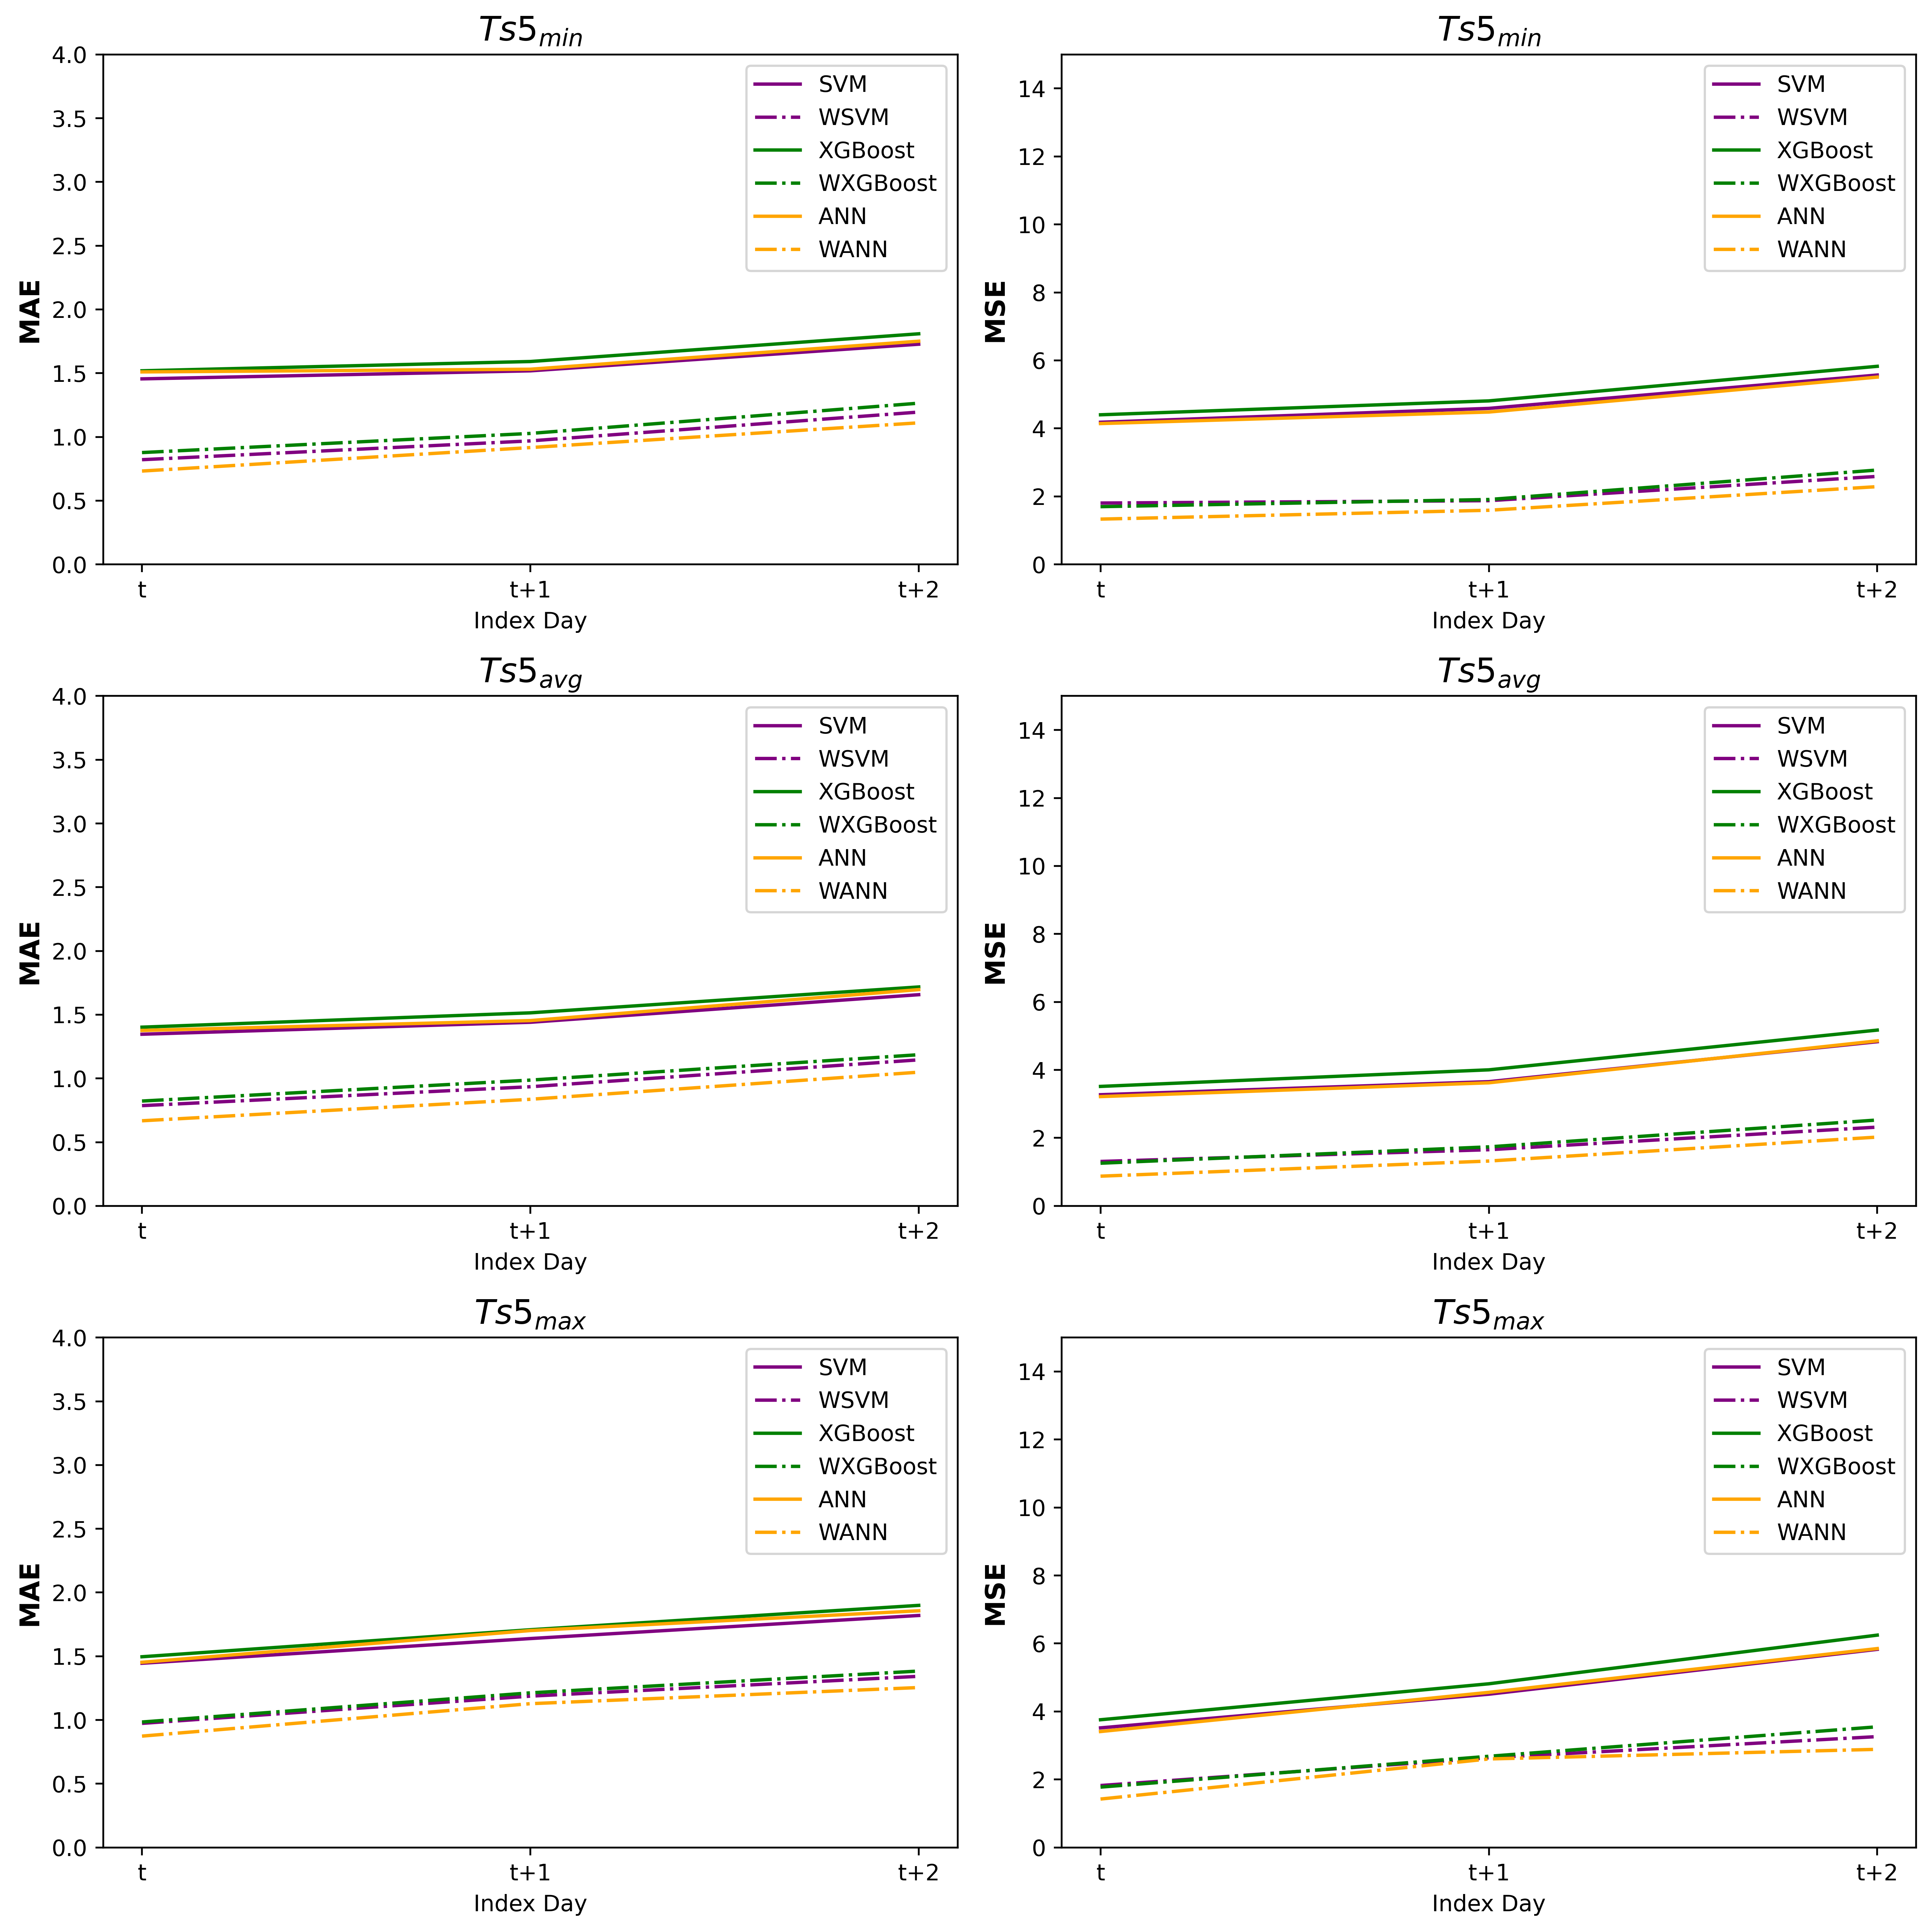 Ts5min
4.0
3.5
3.0
2.5
2.0
1.5
1.0
0.5
0.0
MAE
SVM
WSVM
XGBoost
WXGBoost
ANN
WANN
t
t+1
t+2
Index Day
Ts5min
14
12
10
8
6
4
2
0
MSE
SVM
WSVM
XGBoost
WXGBoost
ANN
WANN
t
t+1
t+2
Index Day
Ts5avg
4.0
3.5
3.0
2.5
2.0
1.5
1.0
0.5
0.0
MAE
SVM
WSVM
XGBoost
WXGBoost
ANN
WANN
t
t+1
t+2
Index Day
Ts5avg
14
12
10
8
6
4
2
0
MSE
SVM
WSVM
XGBoost
WXGBoost
ANN
WANN
t
t+1
t+2
Index Day
Ts5max
4.0
3.5
3.0
2.5
2.0
1.5
1.0
0.5
0.0
MAE
SVM
WSVM
XGBoost
WXGBoost
ANN
WANN
t
t+1
t+2
Index Day
Ts5max
14
12
10
8
6
4
2
0
MSE
SVM
WSVM
XGBoost
WXGBoost
ANN
WANN
t
t+1
t+2
Index Day